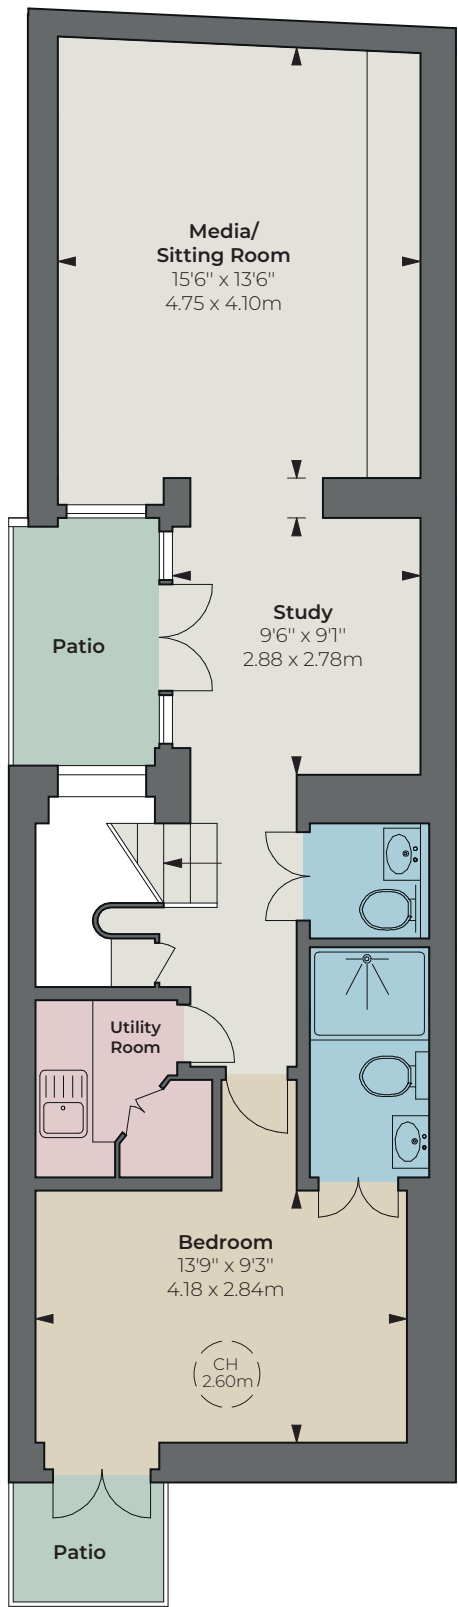 Media/
Sitting Room
15'6" x 13'6"
4.75 x 4.10m
Study
9'6" x 9'1"
2.88 x 2.78m
Patio
Utility
Room
Bedroom
13'9" x 9'3"
4.18 x 2.84m
CH
2.60m
Patio